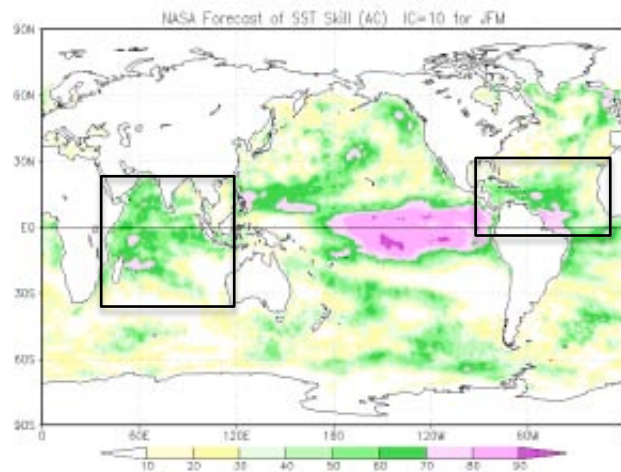 NASA Forecast of SST Skill (AC)  IC=10 for JFM
90N
60N
30N
EQ
30S
60S
90S
0 60E 120E 180 120W 60W
10 20 30 40 50 60 70 80 90